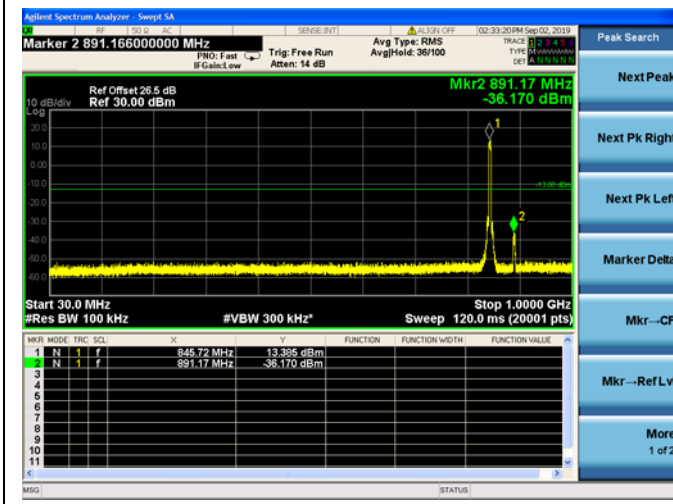 Agilent Spectrum Analyzer - Swept SA
RF 50 Ω AC SENSE:INT ALIGN OFF 02:33:20 PM Sep 02, 2019
Marker 2 891.166000000 MHz
PNO: Fast
IFGain:Low
Trig: Free Run
Atten: 14 dB
Avg Type: RMS
Avg|Hold: 36/100
TRACE 1 2 3 4 5 6
TYPE
DET A N N N N N
Ref Offset 26.5 dB
Ref 30.00 dBm
10 dB/div
Log
Mkr2 891.17 MHz
-36.170 dBm
20.0
10.0
0.00
-10.0
-20.0
-30.0
-40.0
-50.0
-60.0
1
-13.00 dBm
2
Start 30.0 MHz
#Res BW 100 kHz
#VBW 300 kHz*
Stop 1.0000 GHz
Sweep 120.0 ms (20001 pts)
MKR MODE TRC SCL X Y FUNCTION FUNCTION WIDTH FUNCTION VALUE
1 N 1 f 845.72 MHz 13.385 dBm
2 N 1 f 891.17 MHz -36.170 dBm
3
4
5
6
7
8
9
10
11
MSG STATUS
Peak Search
Next Peak
Next Pk Right
Next Pk Left
Marker Delta
Mkr→CF
Mkr→Ref Lv
More
1 of 2